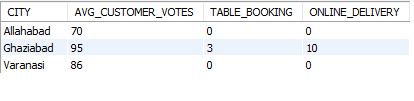 CITY AVG_CUSTOMER_VOTES TABLE_BOOKING ONLINE_DELIVERY
Allahabad 70 0 0
Ghaziabad 95 3 10
Varanasi 86 0 0